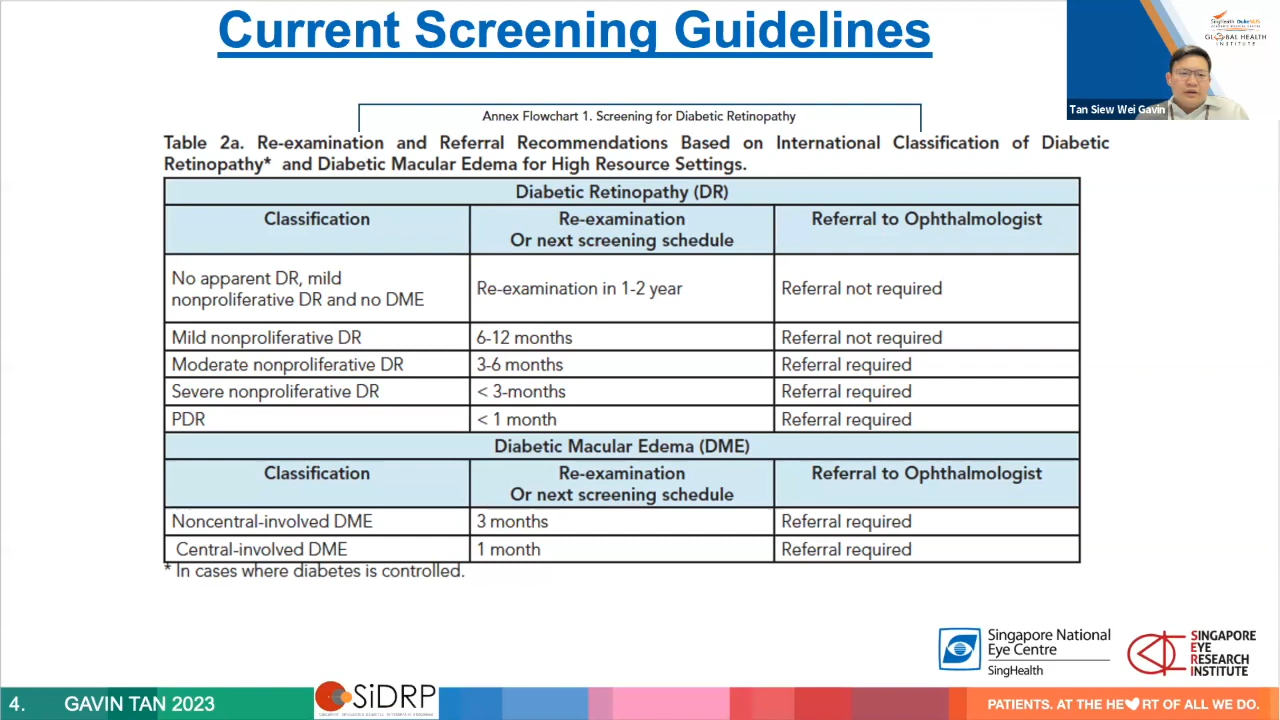 Current Screening Guidelines
SingHealth DukeNUS
ACADEMIC MEDICAL CENTRE
GLOBAL HEALTH
INSTITUTE
Tan Siew Wei Gavin
Annex Flowchart 1. Screening for Diabetic Retinopathy
Table 2a. Re-examination and Referral Recommendations Based on International Classification of Diabetic
Retinopathy* and Diabetic Macular Edema for High Resource Settings.
Diabetic Retinopathy (DR)
Classification
Re-examination
Or next screening schedule
Referral to Ophthalmologist
No apparent DR, mild
nonproliferative DR and no DME
Re-examination in 1-2 year
Referral not required
Mild nonproliferative DR
6-12 months
Referral not required
Moderate nonproliferative DR
3-6 months
Referral required
Severe nonproliferative DR
< 3-months
Referral required
PDR
< 1 month
Referral required
Diabetic Macular Edema (DME)
Classification
Re-examination
Or next screening schedule
Referral to Ophthalmologist
Noncentral-involved DME
3 months
Referral required
Central-involved DME
1 month
Referral required
* In cases where diabetes is controlled.
Singapore National
Eye Centre
SingHealth
SINGAPORE
EYE
RESEARCH
INSTITUTE
4.
GAVIN TAN 2023
SiDRP
PATIENTS. AT THE HE RT OF ALL WE DO.